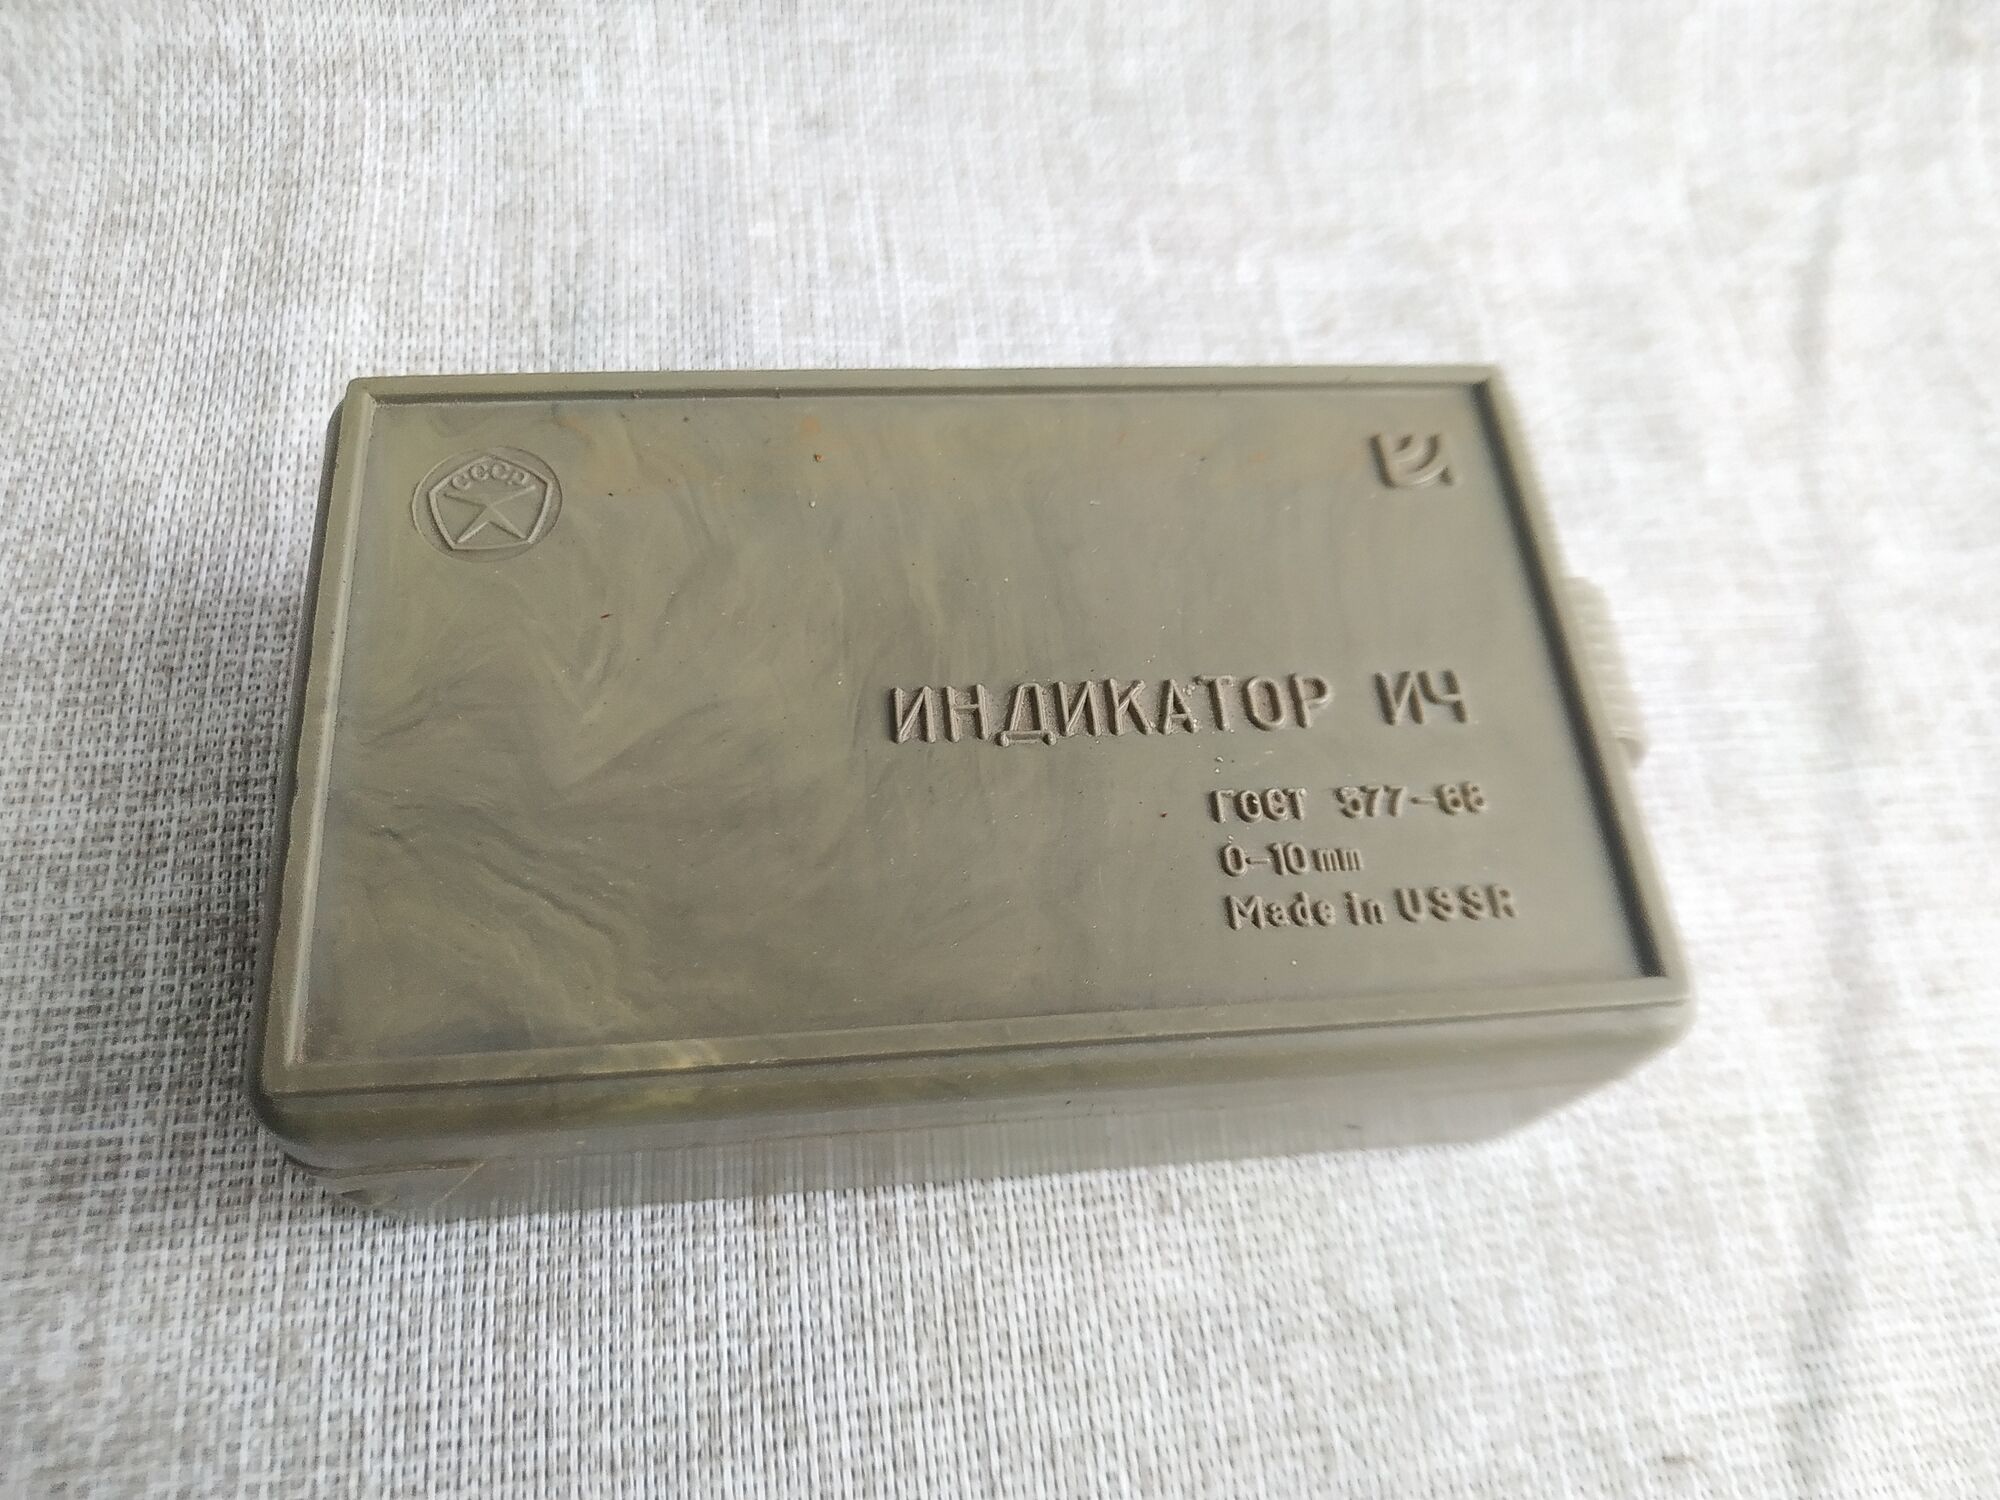 СССР
ИНДИКАТОР ИЧ
ГОСТ 577-68
0-10mm
Made in USSR